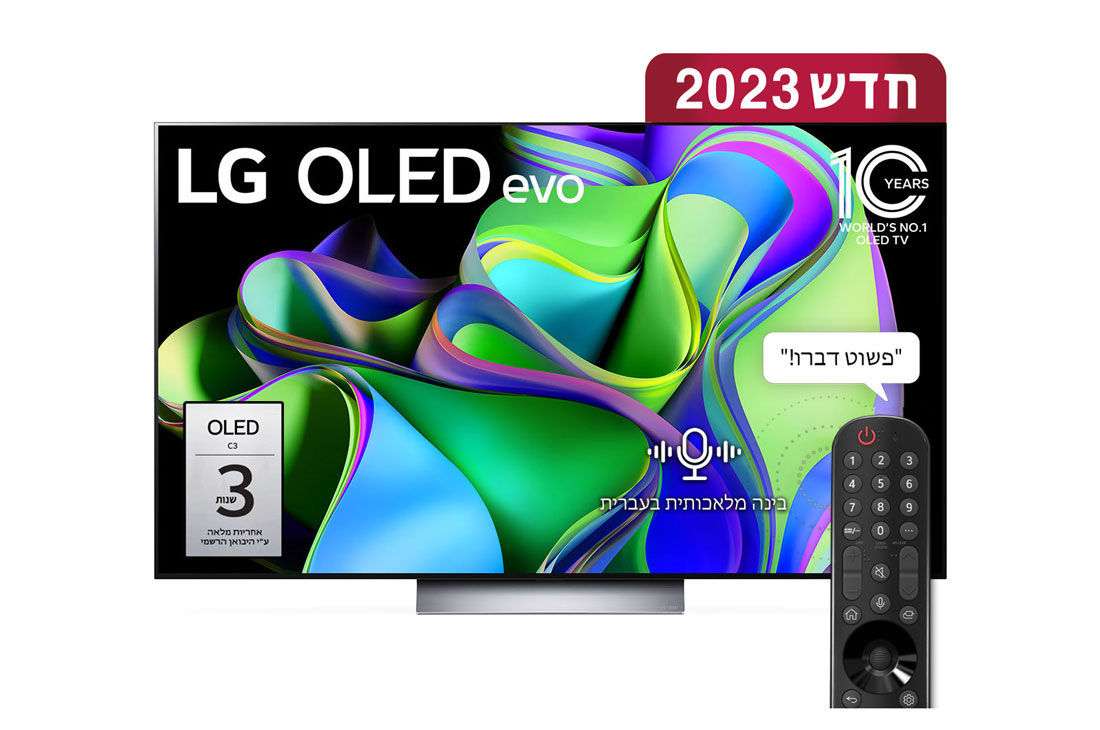 חדש 2023
LG OLED evo
10 YEARS
WORLD'S NO.1
OLED TV
"פשוט דברו!"
OLED
C3
3
שנות
אחריות מלאה
ע"י היבואן הרשמי
בינה מלאכותית בעברית
1 2 3
4 5 6
7 8 9
0 ...